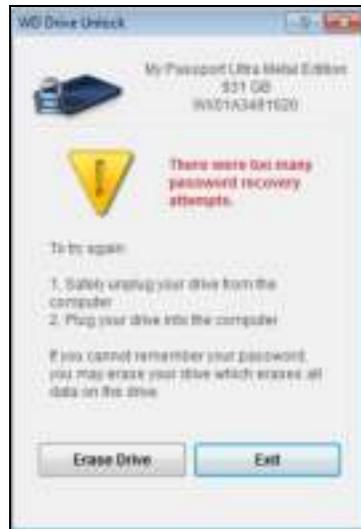 WD Drive Unlock
My Passport Ultra Metal Edition
931 GB
There were too many
password recovery
attempts.
To try again:
1. Safely unplug your drive from the
computer
2. Plug your drive into the computer
If you cannot remember your password,
you may erase your drive which erases all
data on the drive.
Erase Drive
Exit